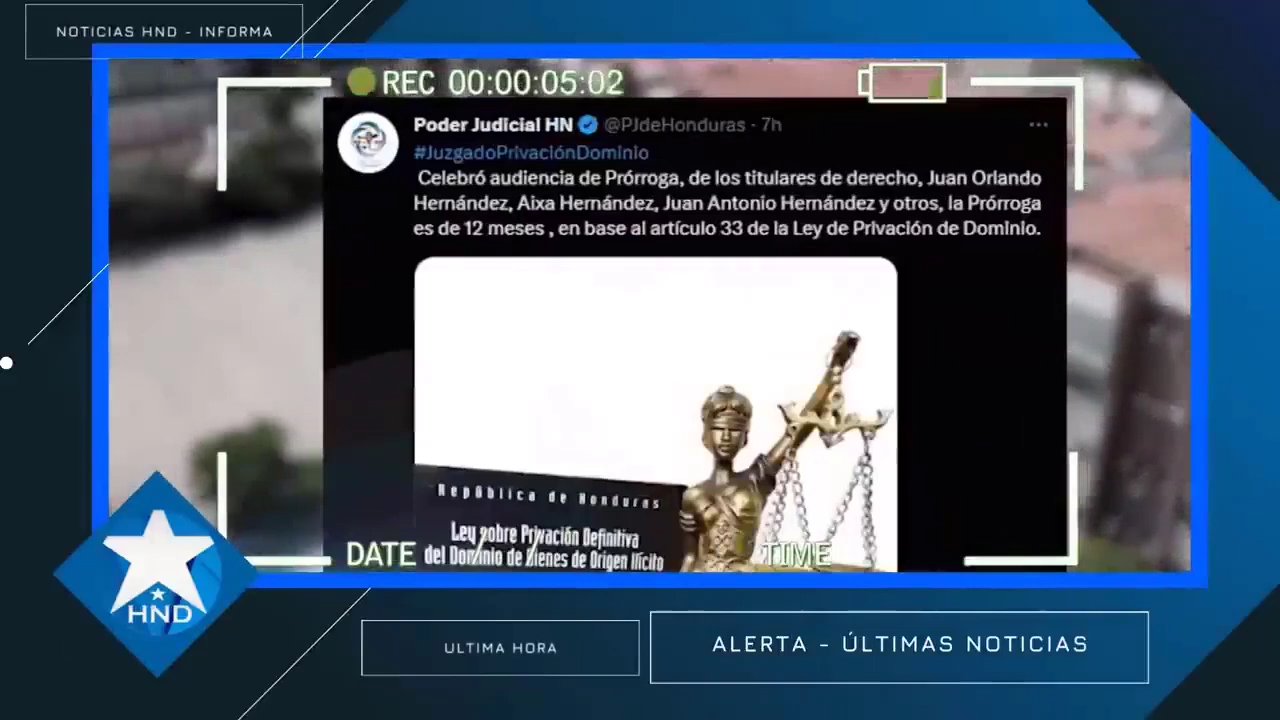 NOTICIAS HND - INFORMA
REC 00:00:05:02
Poder Judicial HN @PJdeHonduras · 7h
#JuzgadoPrivaciónDominio
Celebró audiencia de Prórroga, de los titulares de derecho, Juan Orlando
Hernández, Aixa Hernández, Juan Antonio Hernández y otros, la Prórroga
es de 12 meses , en base al artículo 33 de la Ley de Privación de Dominio.
República de Honduras
Ley sobre Privación Definitiva
del Dominio de Bienes de Origen Ilícito
DATE / / TIME
HND
ULTIMA HORA
ALERTA - ÚLTIMAS NOTICIAS